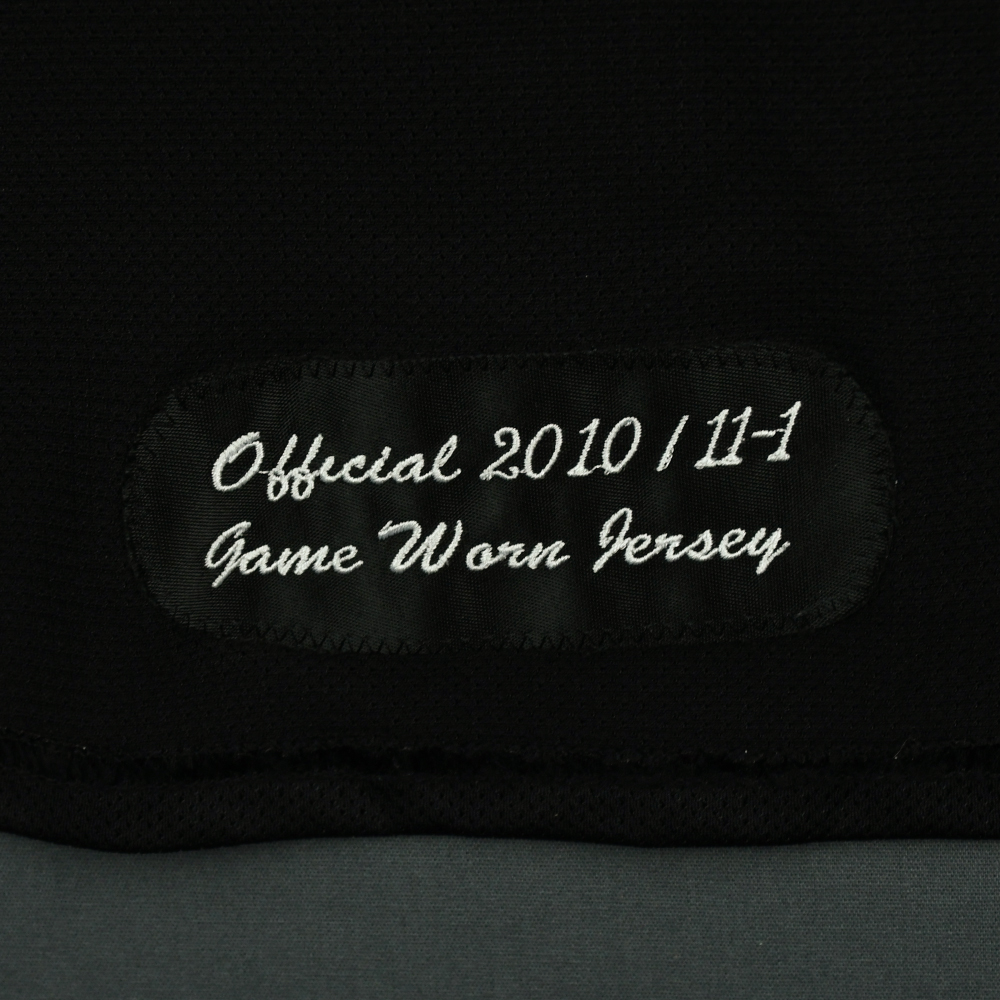 Official 2010 / 11-1
Game Worn Jersey